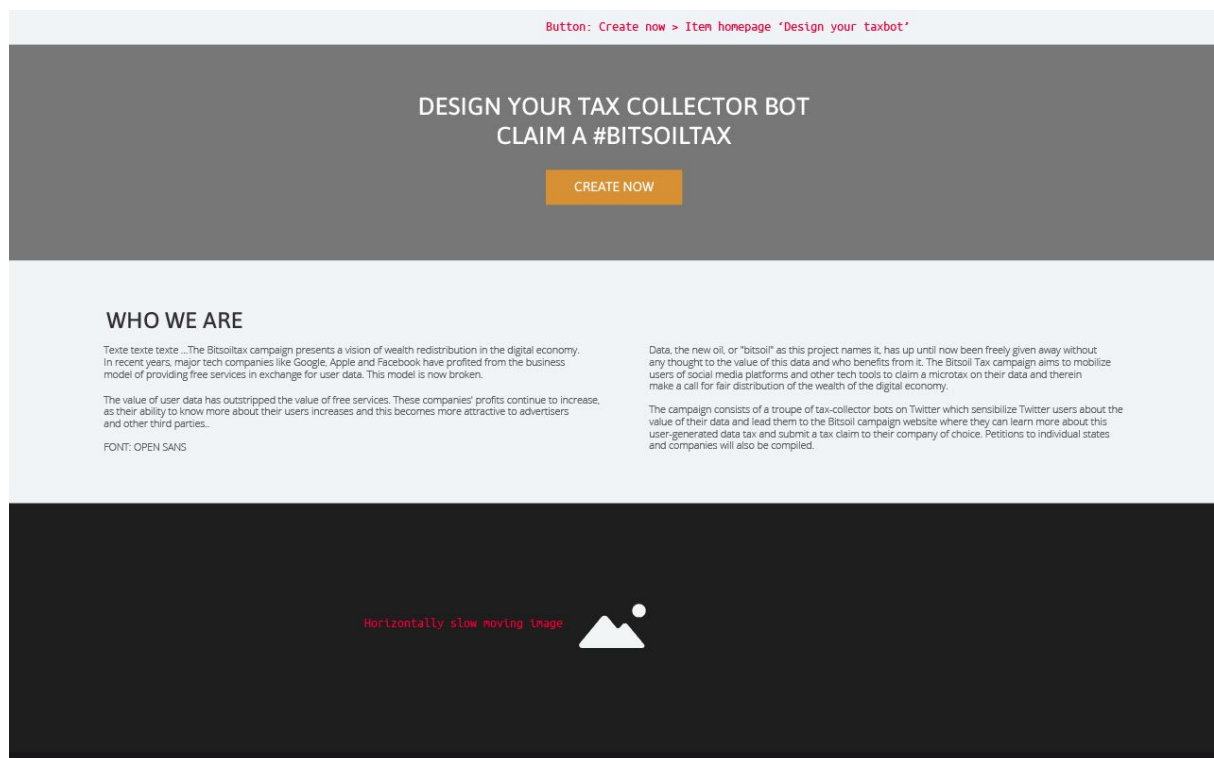 Button: Create now > Item homepage ‘Design your taxbot’
DESIGN YOUR TAX COLLECTOR BOT
CLAIM A #BITSOILTAX
CREATE NOW
WHO WE ARE
Texte texte texte ...The Bitsoiltax campaign presents a vision of wealth redistribution in the digital economy.
In recent years, major tech companies like Google, Apple and Facebook have profited from the business
model of providing free services in exchange for user data. This model is now broken.
The value of user data has outstripped the value of free services. These companies' profits continue to increase,
as their ability to know more about their users increases and this becomes more attractive to advertisers
and other third parties..
FONT: OPEN SANS
Data, the new oil, or "bitsoil" as this project names it, has up until now been freely given away without
any thought to the value of this data and who benefits from it. The Bitsoil Tax campaign aims to mobilize
users of social media platforms and other tech tools to claim a microtax on their data and therein
make a call for fair distribution of the wealth of the digital economy.
The campaign consists of a troupe of tax-collector bots on Twitter which sensibilize Twitter users about the
value of their data and lead them to the Bitsoil campaign website where they can learn more about this
user-generated data tax and submit a tax claim to their company of choice. Petitions to individual states
and companies will also be compiled.
Horizontally slow moving image